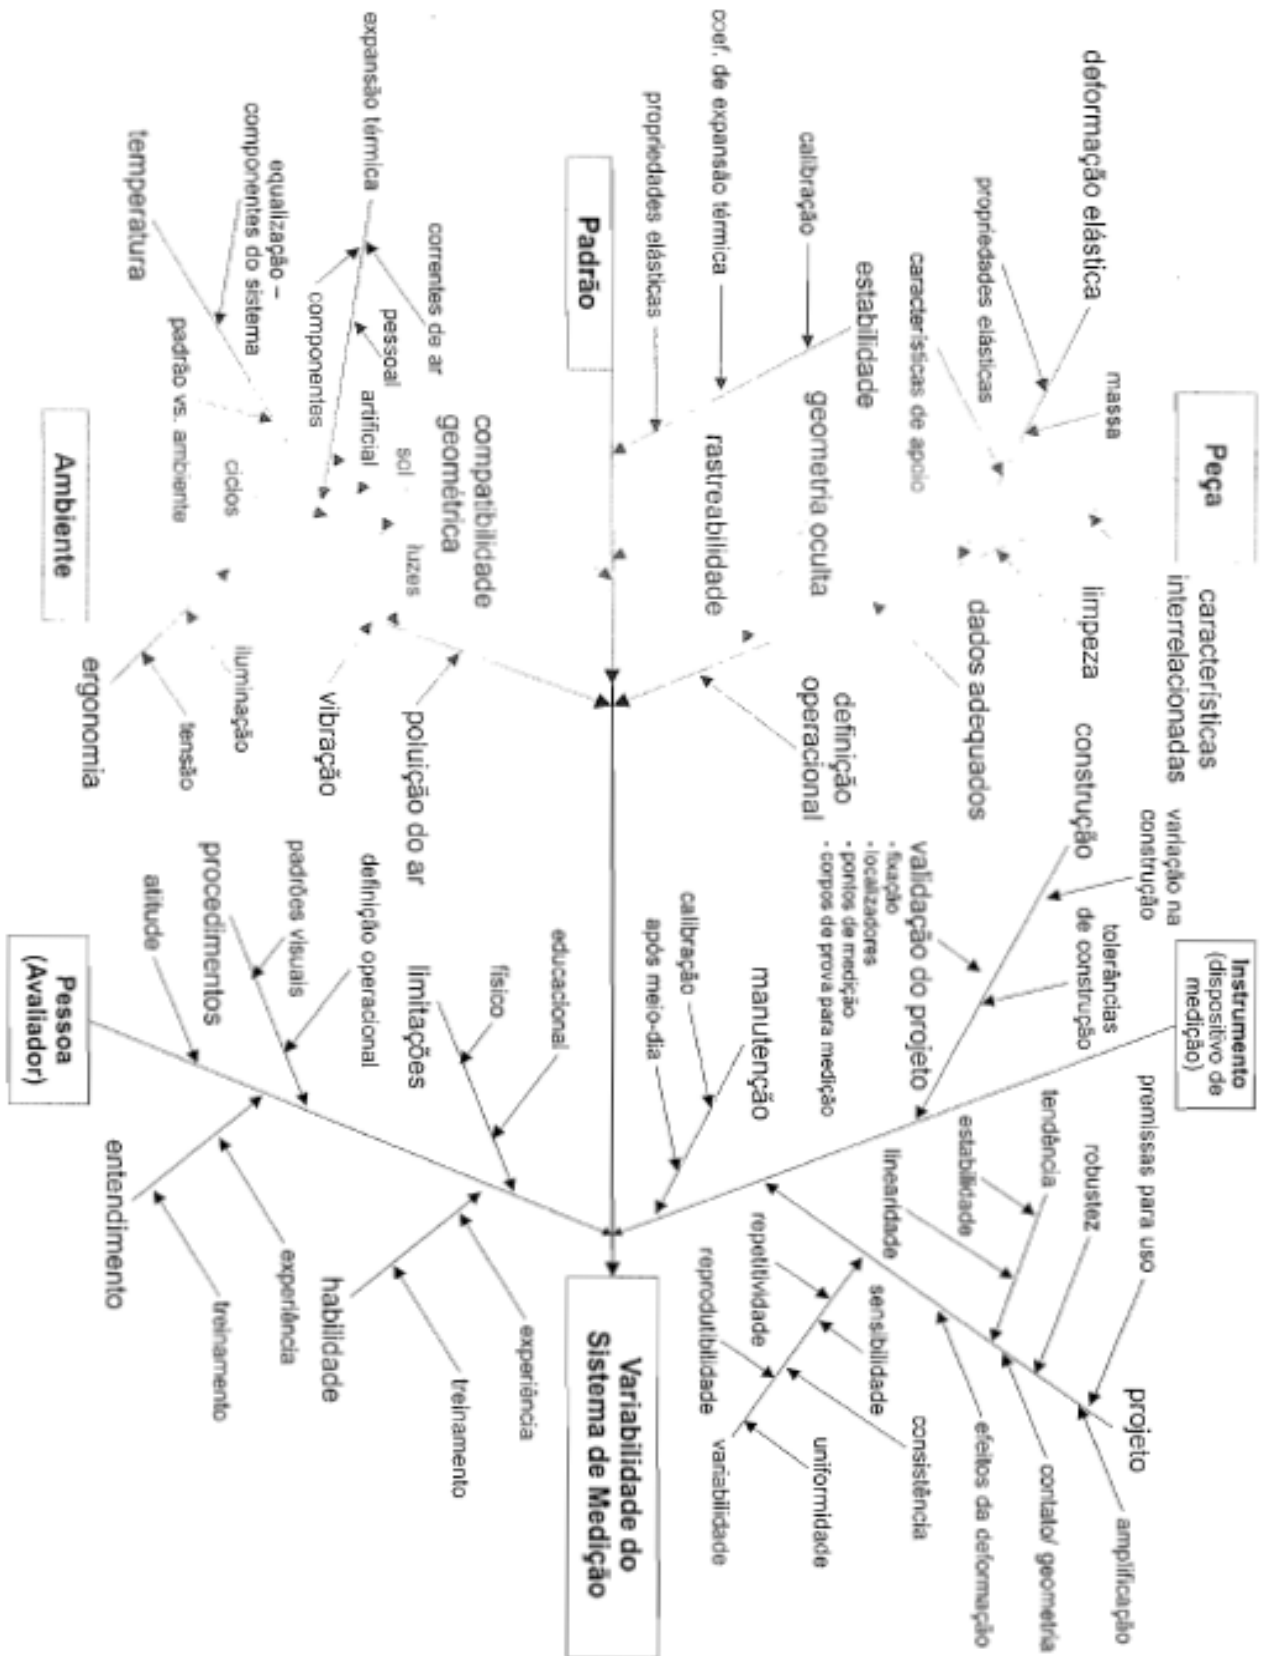 Peça
características
interrelacionadas
deformação elástica
massa
propriedades elásticas
características de apoio
limpeza
dados adequados
geometria oculta
definição
operacional
estabilidade
calibração
coef. de expansão térmica
propriedades elásticas
rastreabilidade
Padrão
Instrumento
(dispositivo de
medição)
variação na
construção
construção
tolerâncias
de construção
validação do projeto
- fixação
- localizadores
- pontos de medição
- corpos de prova para medição
manutenção
calibração
após meio-dia
premissas para uso
robustez
tendência
estabilidade
linearidade
projeto
amplificação
contato/ geometria
efeitos da deformação
sensibilidade
consistência
repetitividade
reprodutibilidade
uniformidade
variabilidade
Variabilidade do
Sistema de Medição
compatibilidade
geométrica
correntes de ar
expansão térmica
pessoal
componentes
artificial
sol
luzes
equalização –
componentes do sistema
temperatura
padrão vs. ambiente
ciclos
Ambiente
poluição do ar
vibração
iluminação
tensão
ergonomia
educacional
físico
limitações
definição operacional
padrões visuais
procedimentos
atitude
Pessoa
(Avaliador)
experiência
treinamento
habilidade
experiência
treinamento
entendimento